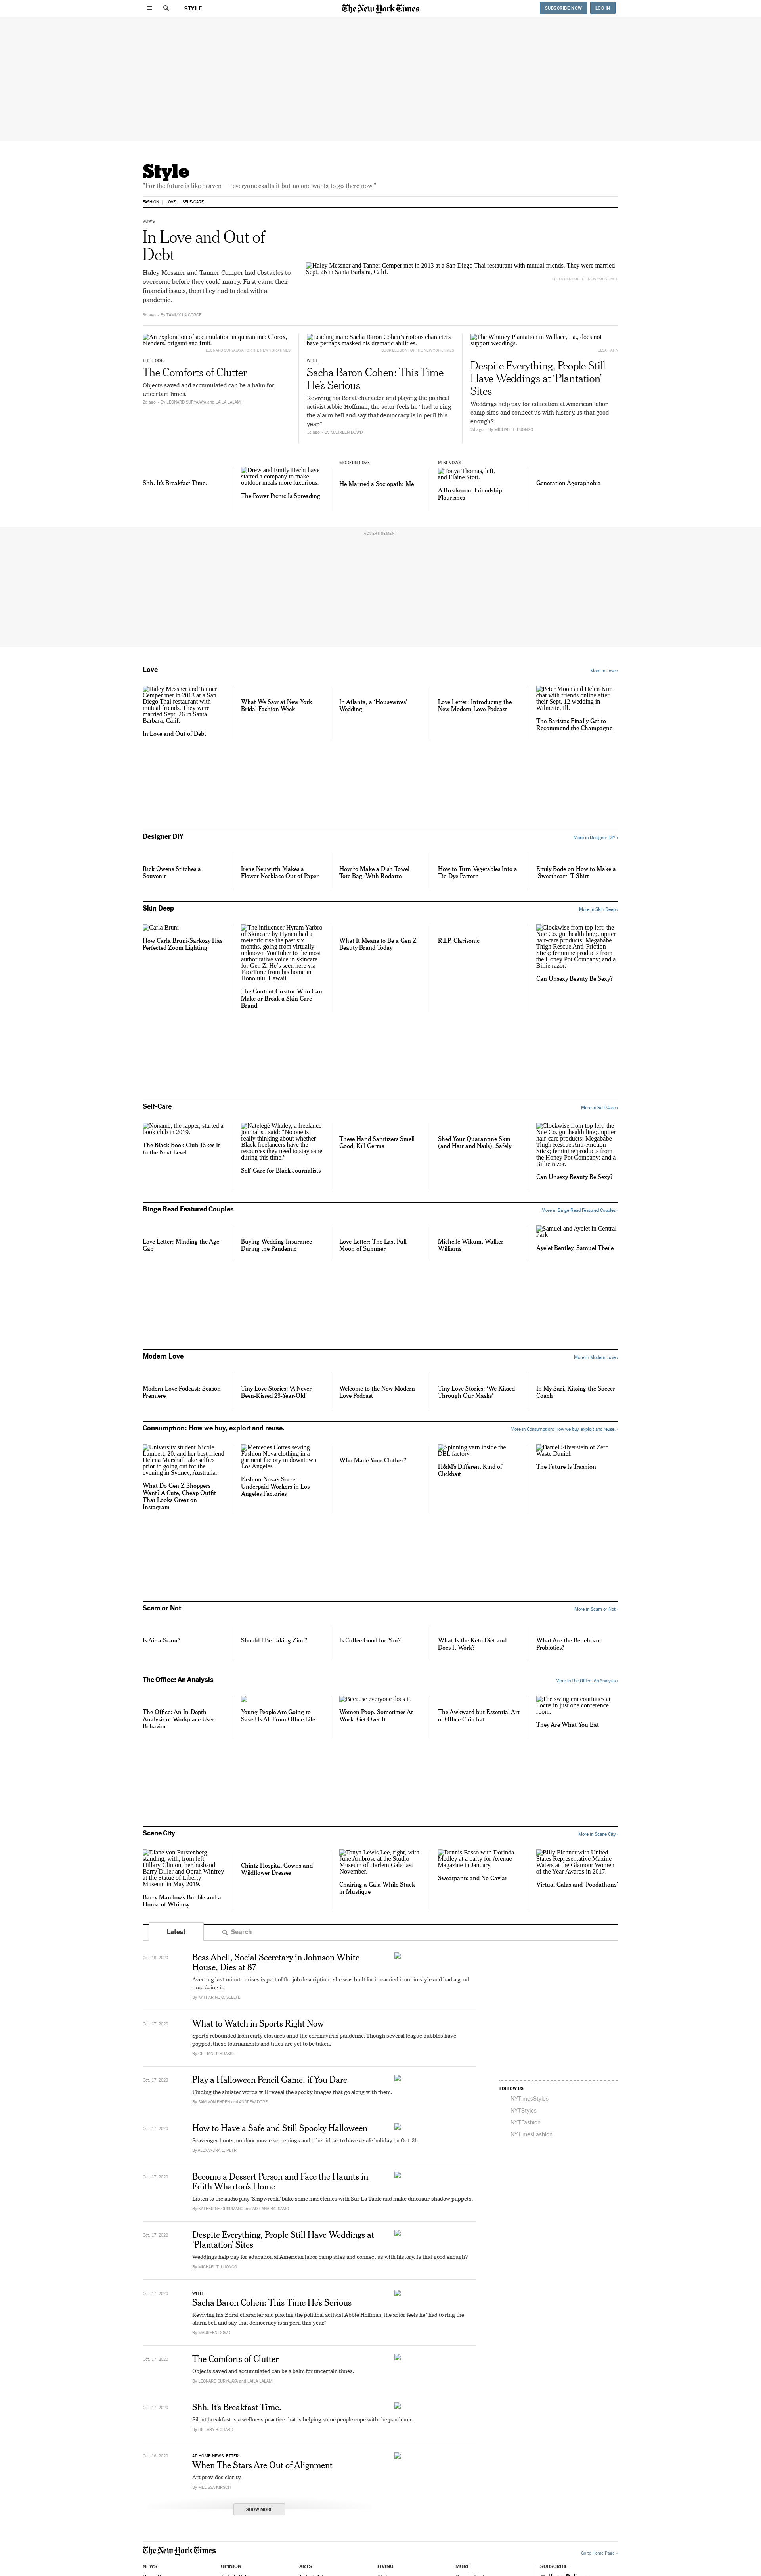 STYLE
The New York Times
SUBSCRIBE NOW
LOG IN
Style
"For the future is like heaven — everyone exalts it but no one wants to go there now."
FASHION
LOVE
SELF-CARE
VOWS
In Love and Out of
Debt
Haley Messner and Tanner Cemper had obstacles to
overcome before they could marry. First came their
financial issues, then they had to deal with a
pandemic.
By TAMMY LA GORCE
Haley Messner and Tanner Cemper met in 2013 at a San Diego Thai restaurant with mutual friends. They were married
Sept. 26 in Santa Barbara, Calif.
An exploration of accumulation in quarantine: Clorox,
blenders, origami and fruit.
THE LOOK
The Comforts of Clutter
Objects saved and accumulated can be a balm for
uncertain times.
2d ago – By LEONARD SURYAJAYA and LAILA LALAMI
Leading man: Sacha Baron Cohen's riotous characters
have perhaps masked his dramatic abilities.
WITH ...
Sacha Baron Cohen: This Time
He's Serious
Reviving his Borat character and playing the political
activist Abbie Hoffman, the actor feels he "had to ring
the alarm bell and say that democracy is in peril this
year."
By MAUREEN DOWD
The Whitney Plantation in Wallace, La., does not
support weddings.
Despite Everything, People Still
Have Weddings at 'Plantation'
Sites
Weddings help pay for education at American labor
camp sites and connect us with history. Is that good
enough?
2d ago – By MICHAEL T. LUONGO
Shh. It's Breakfast Time.
Drew and Emily Hecht have
started a company to make
outdoor meals more luxurious.
The Power Picnic Is Spreading
MODERN LOVE
He Married a Sociopath: Me
MINI-VOWS
Tonya Thomas, left,
and Elaine Stott.
A Breakroom Friendship
Flourishes
Generation Agoraphobia
ADVERTISEMENT
Love
More in Love ›
Haley Messner and Tanner
Cemper met in 2013 at a San
Diego Thai restaurant with
mutual friends. They were
married Sept. 26 in Santa
Barbara, Calif.
In Love and Out of Debt
What We Saw at New York
Bridal Fashion Week
In Atlanta, a 'Housewives'
Wedding
Love Letter: Introducing the
New Modern Love Podcast
Peter Moon and Helen Kim
chat with friends online after
their Sept. 12 wedding in
Wilmette, Ill.
The Baristas Finally Get to
Recommend the Champagne
Designer DIY
More in Designer DIY ›
Rick Owens Stitches a
Souvenir
Irene Neuwirth Makes a
Flower Necklace Out of Paper
How to Make a Dish Towel
Tote Bag, With Rodarte
How to Turn Vegetables Into a
Tie-Dye Pattern
Emily Bode on How to Make a
'Sweetheart' T-Shirt
Skin Deep
More in Skin Deep ›
Carla Bruni
How Carla Bruni-Sarkozy Has
Perfected Zoom Lighting
The influencer Hyram Yarbro
of Skincare by Hyram had a
meteoric rise the past six
months, going from virtually
unknown YouTuber to the most
authoritative voice in skincare
for Gen Z. He's seen here via
FaceTime from his home in
Honolulu, Hawaii.
The Content Creator Who Can
Make or Break a Skin Care
Brand
What It Means to Be a Gen Z
Beauty Brand Today
R.I.P. Clarisonic
Clockwise from top left: the
Nue Co. gut health line; Jupiter
hair-care products; Megababe
Thigh Rescue Anti-Friction
Stick; feminine products from
the Honey Pot Company; and a
Billie razor.
Can Unsexy Beauty Be Sexy?
Self-Care
More in Self-Care ›
Noname, the rapper, started a
book club in 2019.
The Black Book Club Takes It
to the Next Level
Natelegé Whaley, a freelance
journalist, said: "No one is
really thinking about whether
Black freelancers have the
resources they need to stay sane
during this time."
Self-Care for Black Journalists
These Hand Sanitizers Smell
Good, Kill Germs
Shed Your Quarantine Skin
(and Hair and Nails), Safely
Clockwise from top left: the
Nue Co. gut health line; Jupiter
hair-care products; Megababe
Thigh Rescue Anti-Friction
Stick; feminine products from
the Honey Pot Company; and a
Billie razor.
Can Unsexy Beauty Be Sexy?
Binge Read Featured Couples
More in Binge Read Featured Couples ›
Love Letter: Minding the Age
Gap
Buying Wedding Insurance
During the Pandemic
Love Letter: The Last Full
Moon of Summer
Michelle Wikum, Walker
Williams
Samuel and Ayelet in Central
Park
Ayelet Bentley, Samuel Tbeile
Modern Love
More in Modern Love ›
Modern Love Podcast: Season
Premiere
Tiny Love Stories: 'A Never-
Been-Kissed 23-Year-Old'
Welcome to the New Modern
Love Podcast
Tiny Love Stories: 'We Kissed
Through Our Masks'
In My Sari, Kissing the Soccer
Coach
Consumption: How we buy, exploit and reuse.
More in Consumption: How we buy, exploit and reuse. ›
University student Nicole
Lambert, 20, and her best friend
Helena Marshall take selfies
prior to going out for the
evening in Sydney, Australia.
What Do Gen Z Shoppers
Want? A Cute, Cheap Outfit
That Looks Great on
Instagram
Mercedes Cortes sewing
Fashion Nova clothing in a
garment factory in downtown
Los Angeles.
Fashion Nova's Secret:
Underpaid Workers in Los
Angeles Factories
Who Made Your Clothes?
Spinning yarn inside the
DBL factory.
H&M's Different Kind of
Clickbait
Daniel Silverstein of Zero
Waste Daniel.
The Future Is Trashion
Scam or Not
More in Scam or Not ›
Is Air a Scam?
Should I Be Taking Zinc?
Is Coffee Good for You?
What Is the Keto Diet and
Does It Work?
What Are the Benefits of
Probiotics?
The Office: An Analysis
More in The Office: An Analysis ›
The Office: An In-Depth
Analysis of Workplace User
Behavior
Young People Are Going to
Save Us All From Office Life
Because everyone does it.
Women Poop. Sometimes At
Work. Get Over It.
The Awkward but Essential Art
of Office Chitchat
The swing era continues at
Focus in just one conference
room.
They Are What You Eat
Scene City
More in Scene City ›
Diane von Furstenberg,
standing, with, from left,
Hillary Clinton, her husband
Barry Diller and Oprah Winfrey
at the Statue of Liberty
Museum in May 2019.
Barry Manilow's Bubble and a
House of Whimsy
Chintz Hospital Gowns and
Wildflower Dresses
Tonya Lewis Lee, right, with
June Ambrose at the Studio
Museum of Harlem Gala last
November.
Chairing a Gala While Stuck
in Mustique
Dennis Basso with Dorinda
Medley at a party for Avenue
Magazine in January.
Sweatpants and No Caviar
Billy Eichner with United
States Representative Maxine
Waters at the Glamour Women
of the Year Awards in 2017.
Virtual Galas and 'Foodathons'
Latest
Search
Oct. 18, 2020
Bess Abell, Social Secretary in Johnson White
House, Dies at 87
Averting last-minute crises is part of the job description; she was built for it, carried it out in style and had a good
time doing it.
By KATHARINE Q. SEELYE
Oct. 17, 2020
What to Watch in Sports Right Now
Sports rebounded from early closures amid the coronavirus pandemic. Though several league bubbles have
popped, these tournaments and titles are yet to be taken.
By GILLIAN R. BRASSIL
Oct. 17, 2020
Play a Halloween Pencil Game, if You Dare
Finding the sinister words will reveal the spooky images that go along with them.
By SAM VON EHREN and ANDREW DORE
Oct. 17, 2020
How to Have a Safe and Still Spooky Halloween
Scavenger hunts, outdoor movie screenings and other ideas to have a safe holiday on Oct. 31.
By ALEXANDRA E. PETRI
Oct. 17, 2020
Become a Dessert Person and Face the Haunts in
Edith Wharton's Home
Listen to the audio play 'Shipwreck,' bake some madeleines with Sur La Table and make dinosaur-shadow puppets.
By KATHERINE CUSUMANO and ADRIANA BALSAMO
Oct. 17, 2020
Despite Everything, People Still Have Weddings at
'Plantation' Sites
Weddings help pay for education at American labor camp sites and connect us with history. Is that good enough?
By MICHAEL T. LUONGO
Oct. 17, 2020
WITH ...
Sacha Baron Cohen: This Time He's Serious
Reviving his Borat character and playing the political activist Abbie Hoffman, the actor feels he "had to ring the
alarm bell and say that democracy is in peril this year."
By MAUREEN DOWD
Oct. 17, 2020
The Comforts of Clutter
Objects saved and accumulated can be a balm for uncertain times.
By LEONARD SURYAJAYA and LAILA LALAMI
Oct. 17, 2020
Shh. It's Breakfast Time.
Silent breakfast is a wellness practice that is helping some people cope with the pandemic.
By HILLARY RICHARD
Oct. 16, 2020
AT HOME NEWSLETTER
When The Stars Are Out of Alignment
Art provides clarity.
By MELISSA KIRSCH
SHOW MORE
FOLLOW US
NYTimesStyles
NYTStyles
NYTFashion
NYTimesFashion
The New York Times
Go to Home Page »
NEWS
OPINION
ARTS
LIVING
MORE
SUBSCRIBE